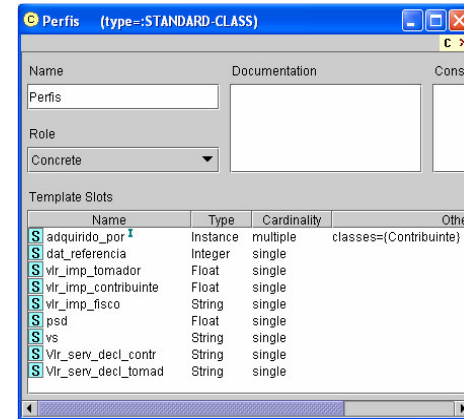 C Perfis (type=:STANDARD-CLASS)
C
Name Documentation Cons
Perfis
Role
Concrete
Template Slots
Name Type Cardinality Othe
S adquirido_por I Instance multiple classes={Contribuinte}
S dat_referencia Integer single
S vlr_imp_tomador Float single
S vlr_imp_contribuinte Float single
S vlr_imp_fisco String single
S psd Float single
S vs String single
S Vlr_serv_decl_contr String single
S Vlr_serv_decl_tomad String single